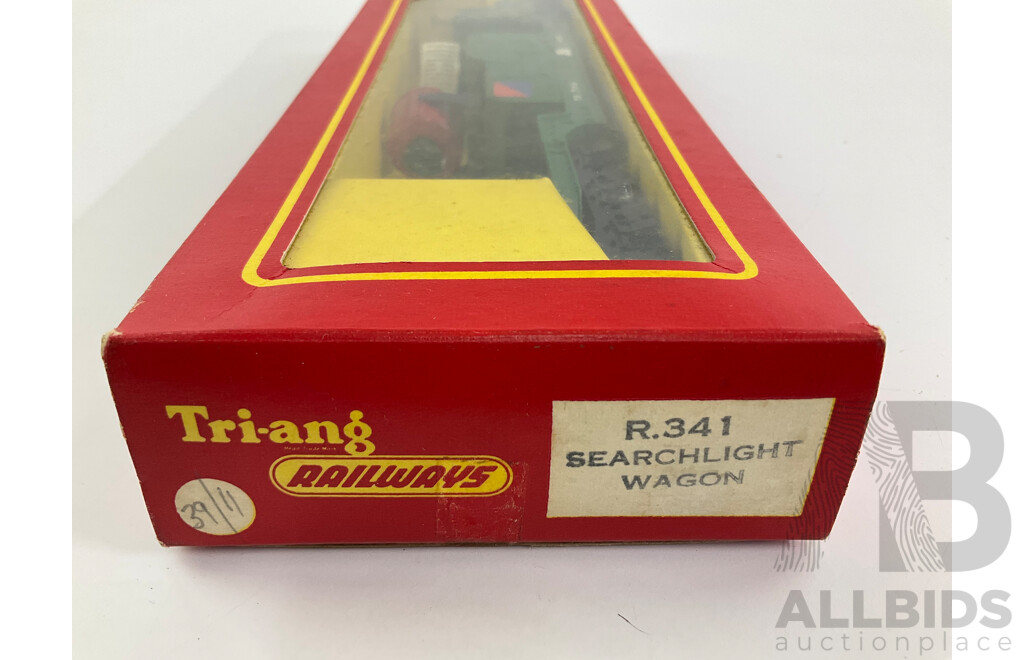 Tri-ang
RAILWAYS
39/11
R.341
SEARCHLIGHT
WAGON
B
ALLBIDS
auctionplace